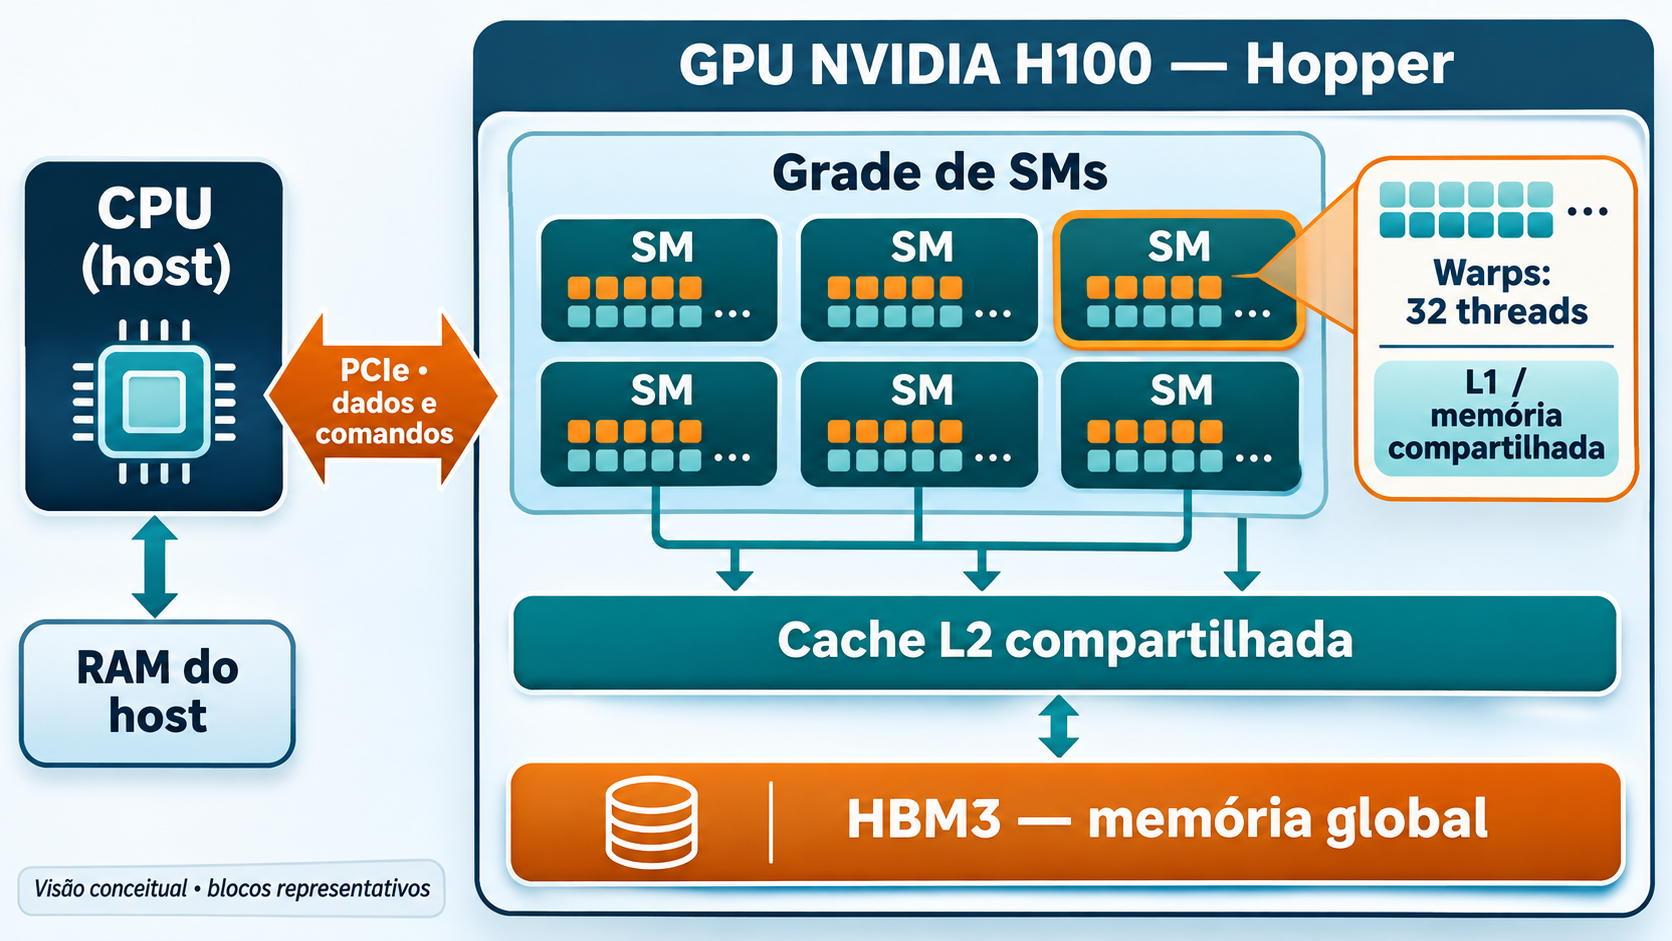 GPU NVIDIA H100 — Hopper
CPU
(host)
PCIe •
dados e
comandos
RAM do
host
Grade de SMs
SM
...
SM
...
SM
...
SM
...
SM
...
SM
...
...
Warps:
32 threads
L1 /
memória
compartilhada
Cache L2 compartilhada
HBM3 — memória global
Visão conceitual • blocos representativos